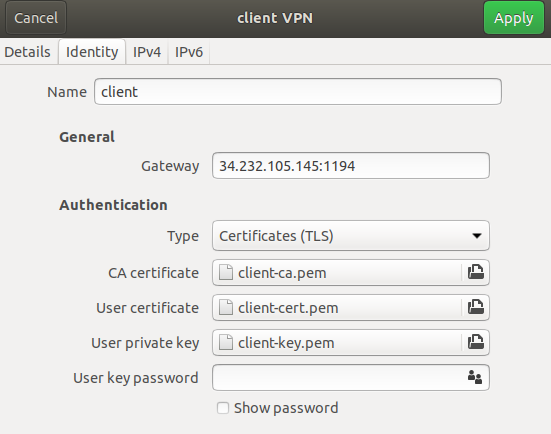 Cancel client VPN Apply
Details Identity IPv4 IPv6
Name client
General
Gateway 34.232.105.145:1194
Authentication
Type Certificates (TLS)
CA certificate client-ca.pem
User certificate client-cert.pem
User private key client-key.pem
User key password
Show password